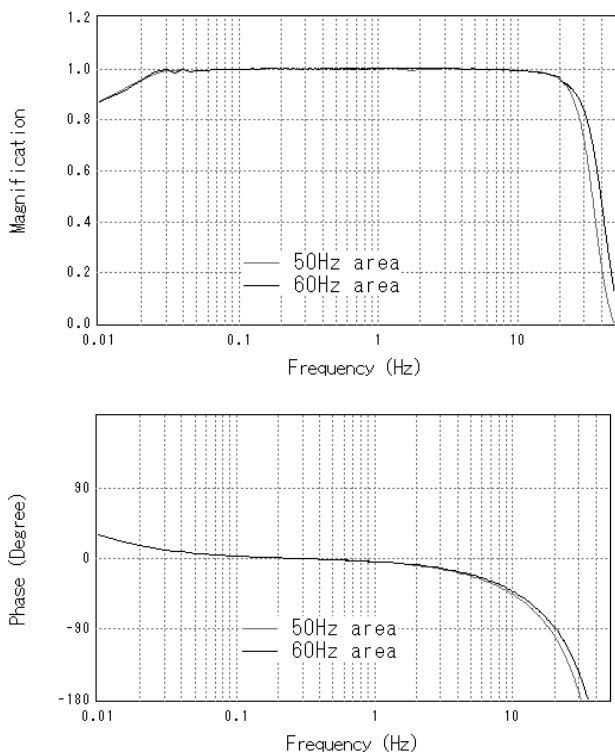 1.2
1.0
0.8
0.6
0.4
0.2
0.0
Magnification
50Hz area
60Hz area
0.01
0.1
1
10
Frequency (Hz)
90
0
-90
-180
Phase (Degree)
50Hz area
60Hz area
0.01
0.1
1
10
Frequency (Hz)